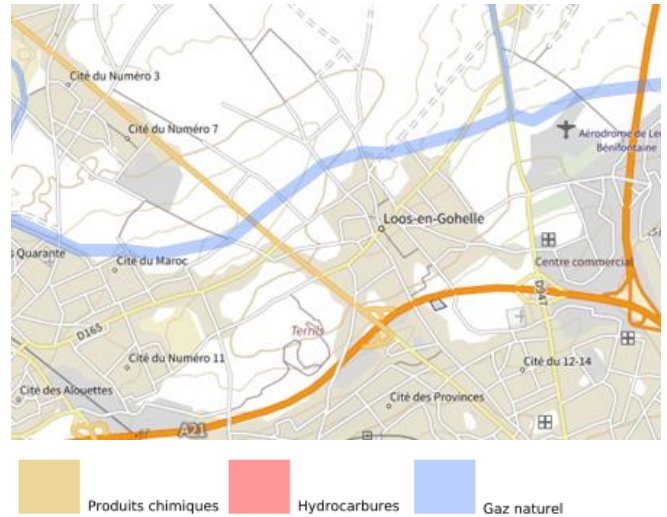 Cité du Numéro 3
Cité du Numéro 7
Aérodrome de Len
Bénifontaine
Loos-en-Gohelle
s Quarante
Cité du Maroc
Centre commercial
D947
D165
Terrils
Cité du Numéro 11
Cité du 12-14
Cité des Alouettes
Cité des Provinces
A21
Produits chimiques
Hydrocarbures
Gaz naturel